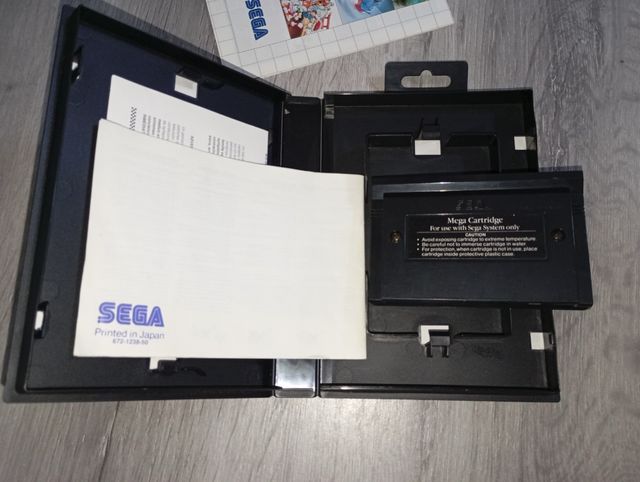 SEGA
SEGA
Mega Cartridge
For use with Sega System only
CAUTION
• Avoid exposing cartridge to extreme temperature
• Be careful not to immerse cartridge in water
• For protection, when cartridge is not in use, place
cartridge inside protective plastic case.
SEGA
Printed in Japan
672-1238-50